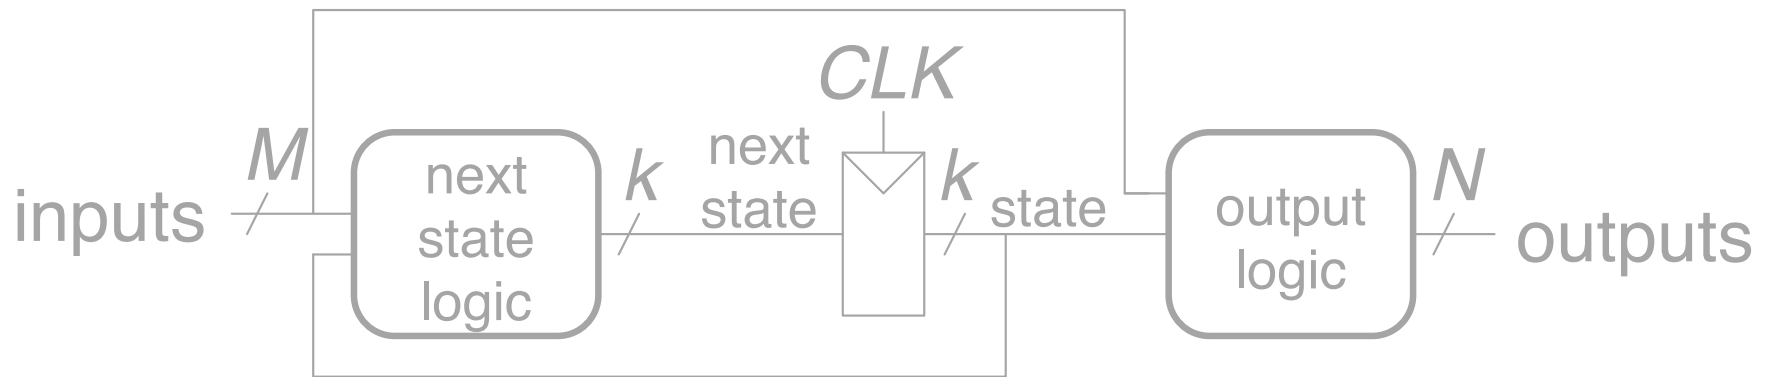 inputs
M
next
state
logic
k
next
state
CLK
k
state
output
logic
N
outputs